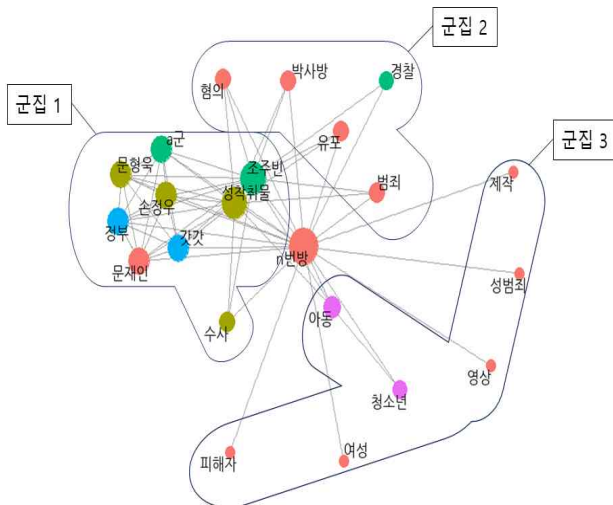 군집 2
박사방
경찰
혐의
군집 1
a군
유포
군집 3
문형욱
조주빈
제작
손정우
성착취물
범죄
정부
갓갓
문재인
n번방
성범죄
아동
수사
영상
청소년
피해자
여성